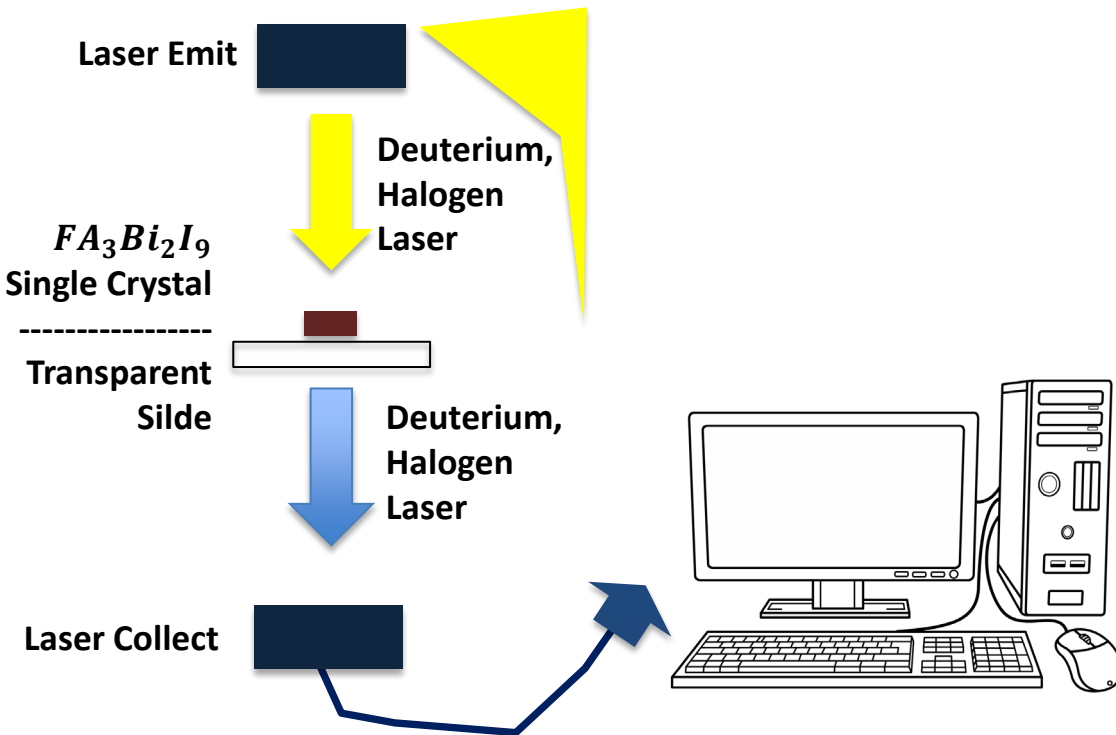 Laser Emit
Deuterium,
Halogen
Laser
FA₃Bi₂I₉
Single Crystal
-----------------
Transparent
Silde
Deuterium,
Halogen
Laser
Laser Collect